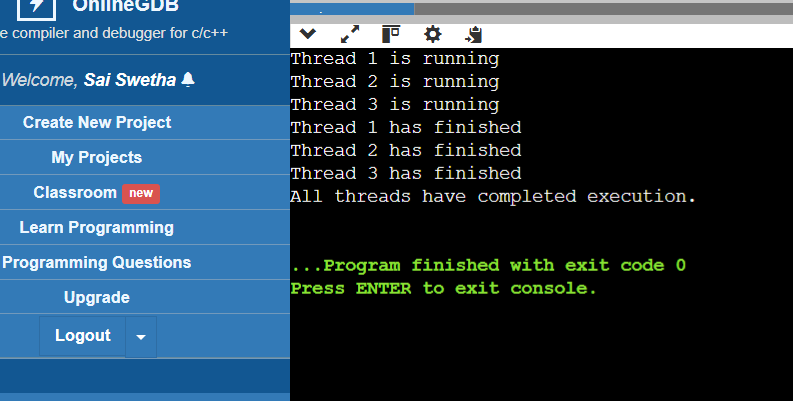 OnlineGDB
e compiler and debugger for c/c++
Welcome, Sai Swetha
Create New Project
My Projects
Classroom new
Learn Programming
Programming Questions
Upgrade
Logout
Thread 1 is running
Thread 2 is running
Thread 3 is running
Thread 1 has finished
Thread 2 has finished
Thread 3 has finished
All threads have completed execution.
...Program finished with exit code 0
Press ENTER to exit console.